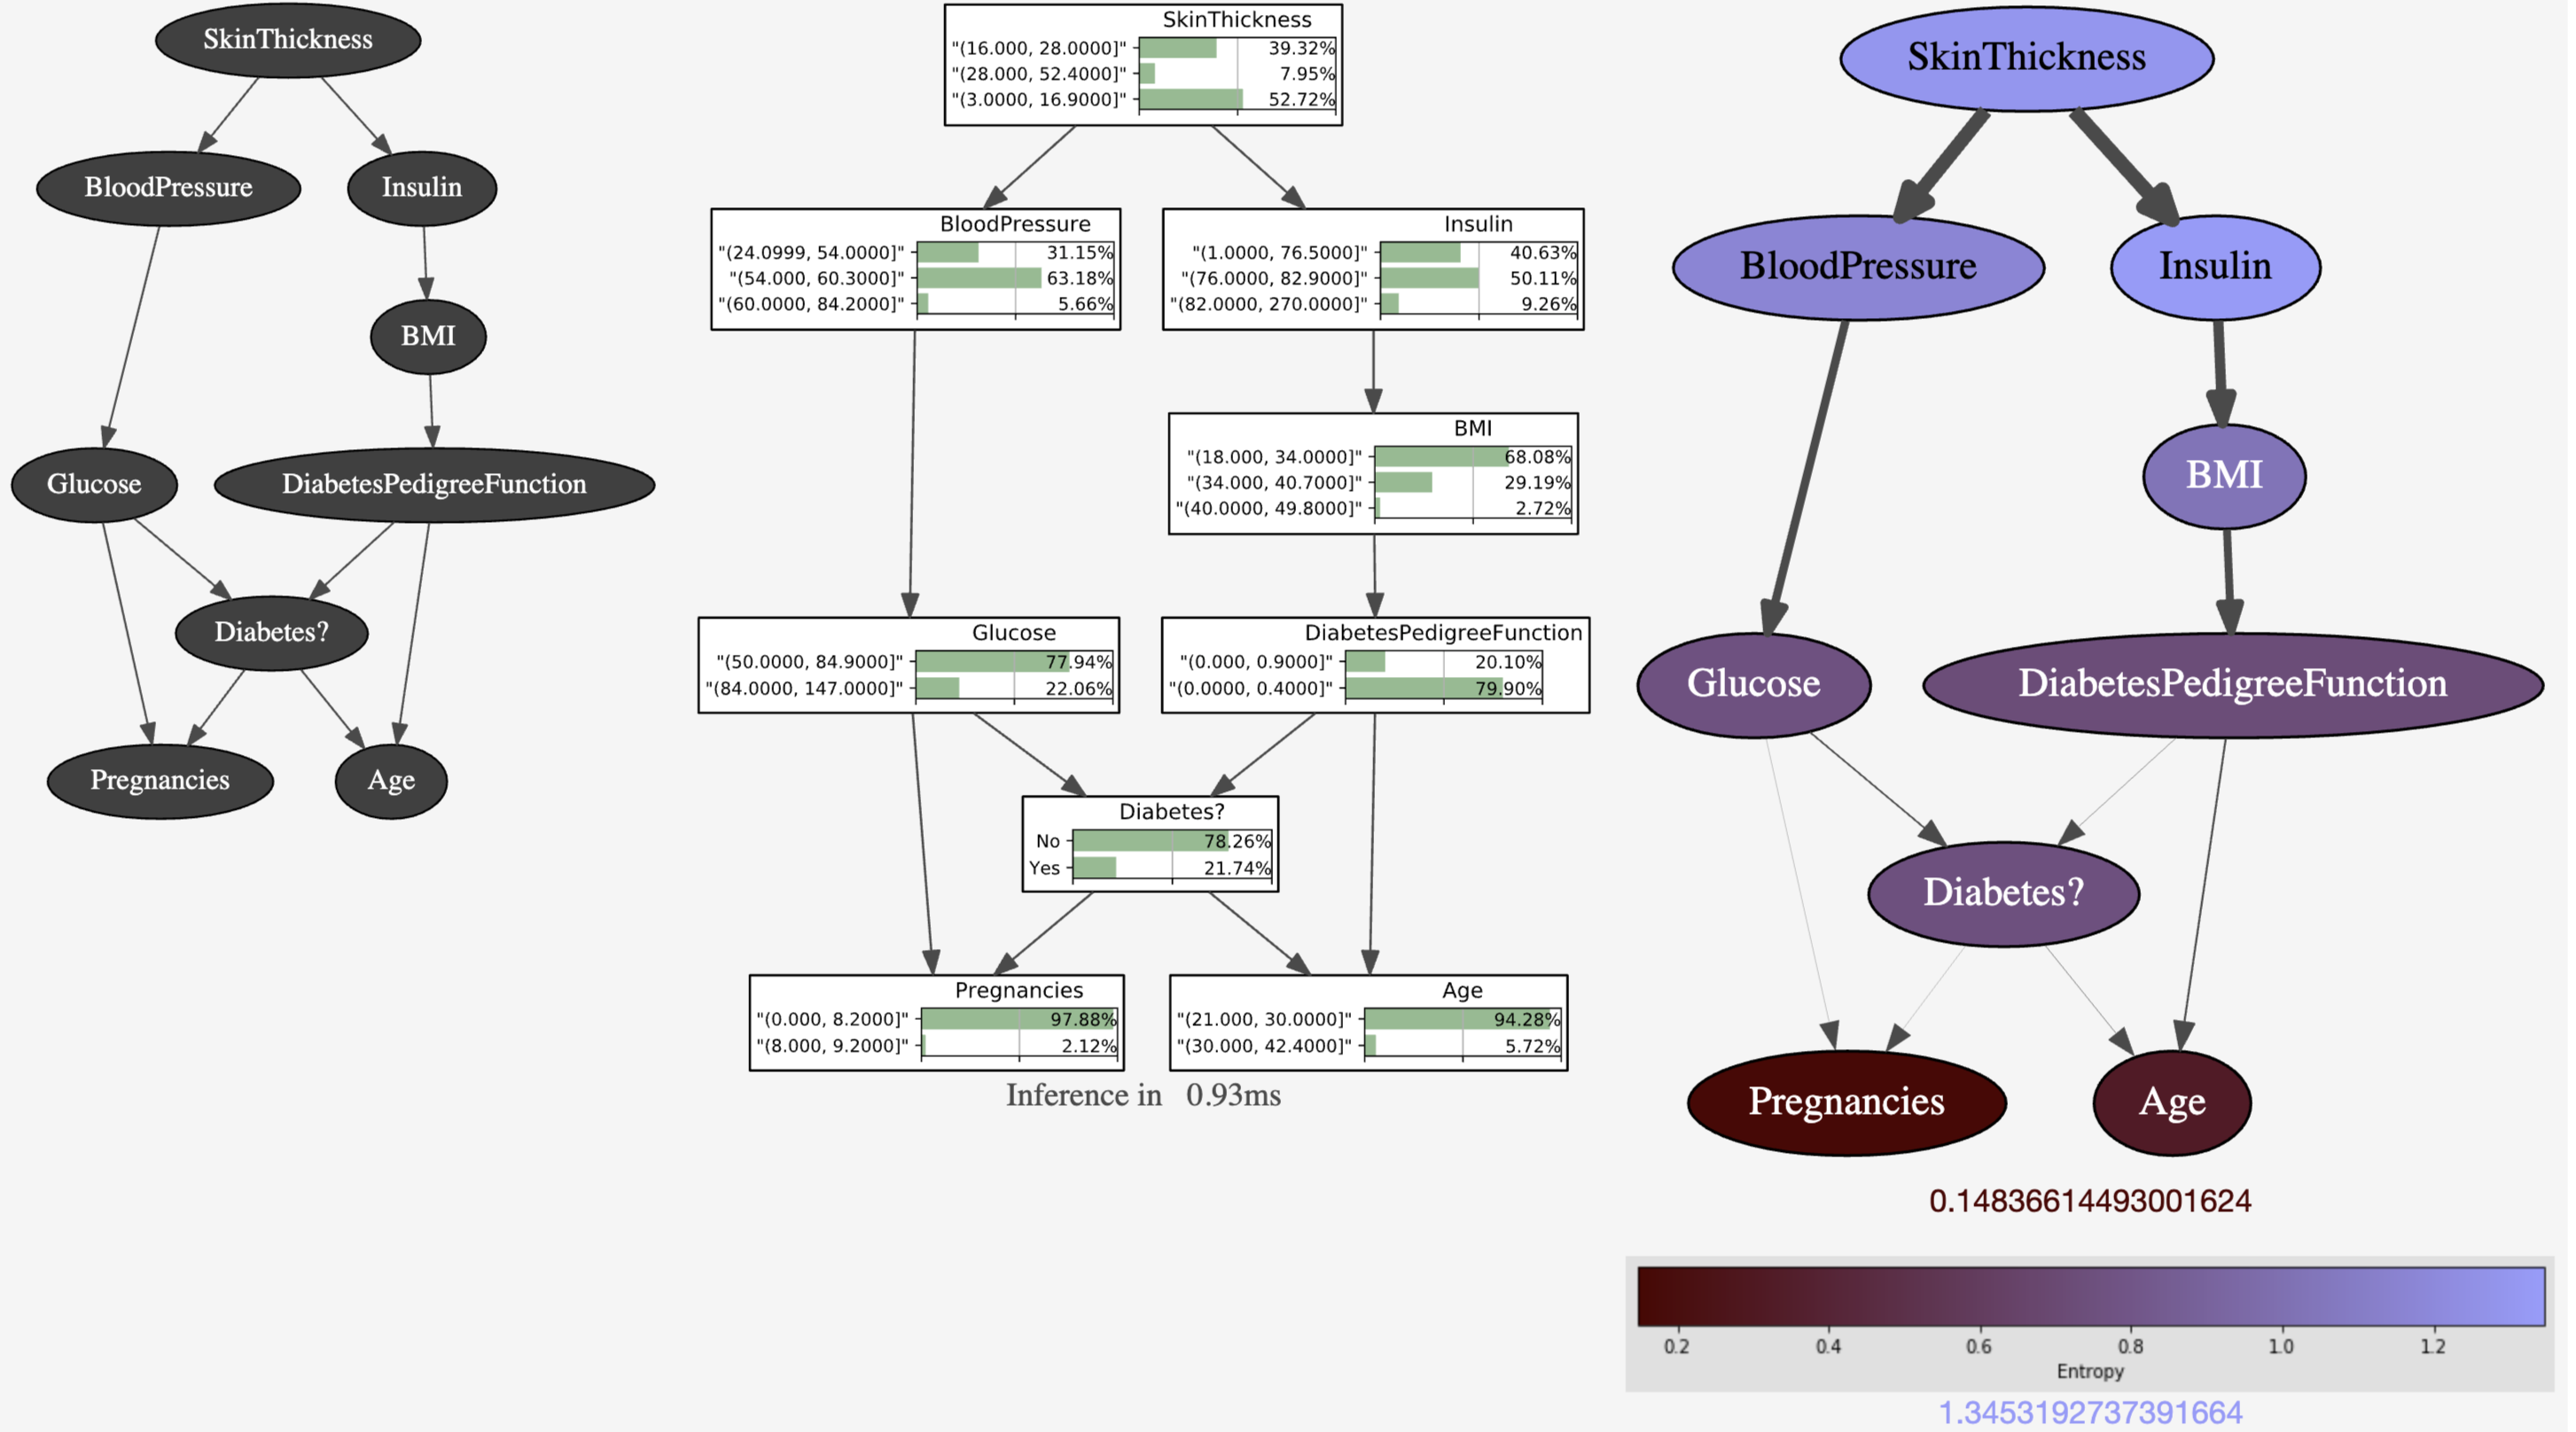 SkinThickness
BloodPressure
Insulin
BMI
Glucose
DiabetesPedigreeFunction
Diabetes?
Pregnancies
Age
SkinThickness
"(16.000, 28.0000]" 39.32%
"(28.000, 52.4000]" 7.95%
"(3.0000, 16.9000]" 52.72%
BloodPressure
"(24.0999, 54.0000]" 31.15%
"(54.000, 60.3000]" 63.18%
"(60.0000, 84.2000]" 5.66%
Insulin
"(1.0000, 76.5000]" 40.63%
"(76.0000, 82.9000]" 50.11%
"(82.0000, 270.0000]" 9.26%
BMI
"(18.000, 34.0000]" 68.08%
"(34.000, 40.7000]" 29.19%
"(40.0000, 49.8000]" 2.72%
Glucose
"(50.0000, 84.9000]" 77.94%
"(84.0000, 147.0000]" 22.06%
DiabetesPedigreeFunction
"(0.000, 0.9000]" 20.10%
"(0.0000, 0.4000]" 79.90%
Diabetes?
No 78.26%
Yes 21.74%
Pregnancies
"(0.000, 8.2000]" 97.88%
"(8.000, 9.2000]" 2.12%
Age
"(21.000, 30.0000]" 94.28%
"(30.000, 42.4000]" 5.72%
Inference in 0.93ms
SkinThickness
BloodPressure
Insulin
BMI
Glucose
DiabetesPedigreeFunction
Diabetes?
Pregnancies
Age
0.14836614493001624
0.2 0.4 0.6 0.8 1.0 1.2
Entropy
1.3453192737391664